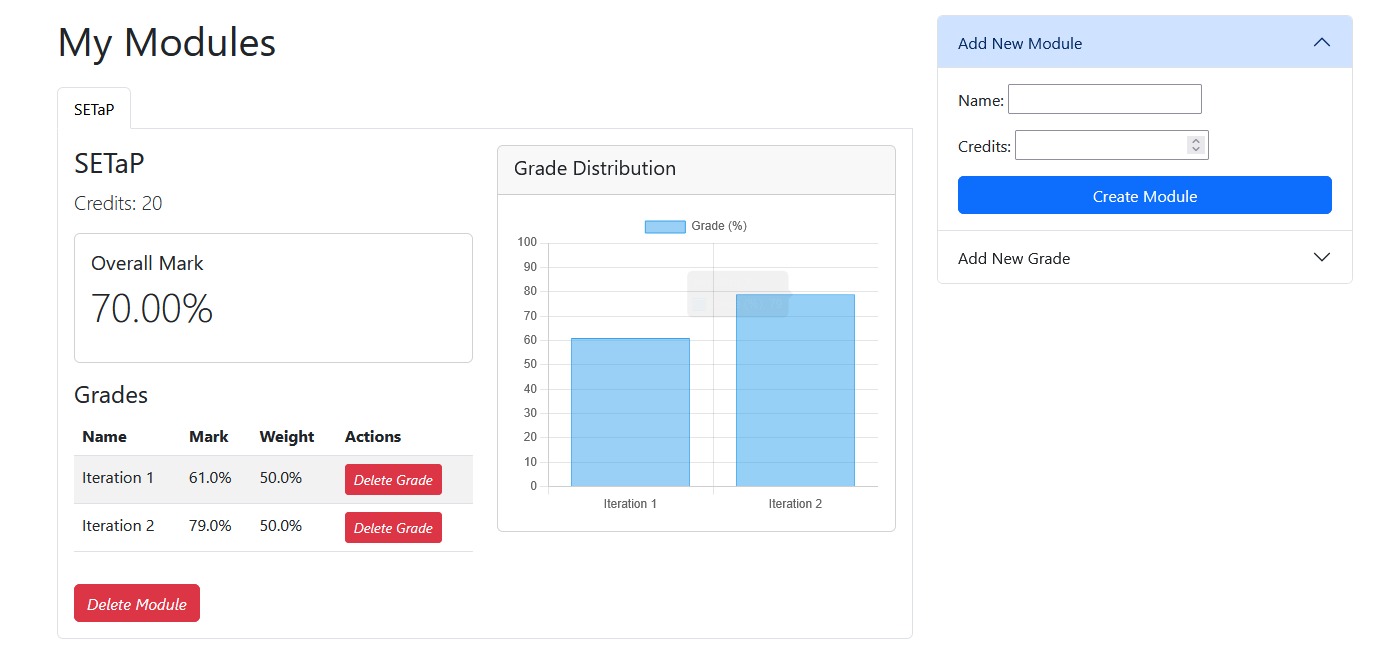 My Modules
SETaP
SETaP
Credits: 20
Overall Mark
70.00%
Grades
Name Mark Weight Actions
Iteration 1 61.0% 50.0% Delete Grade
Iteration 2 79.0% 50.0% Delete Grade
Delete Module
Grade Distribution
Grade (%)
100
90
80
70
60
50
40
30
20
10
0
Iteration 1 Iteration 2
Add New Module
Name:
Credits:
Create Module
Add New Grade